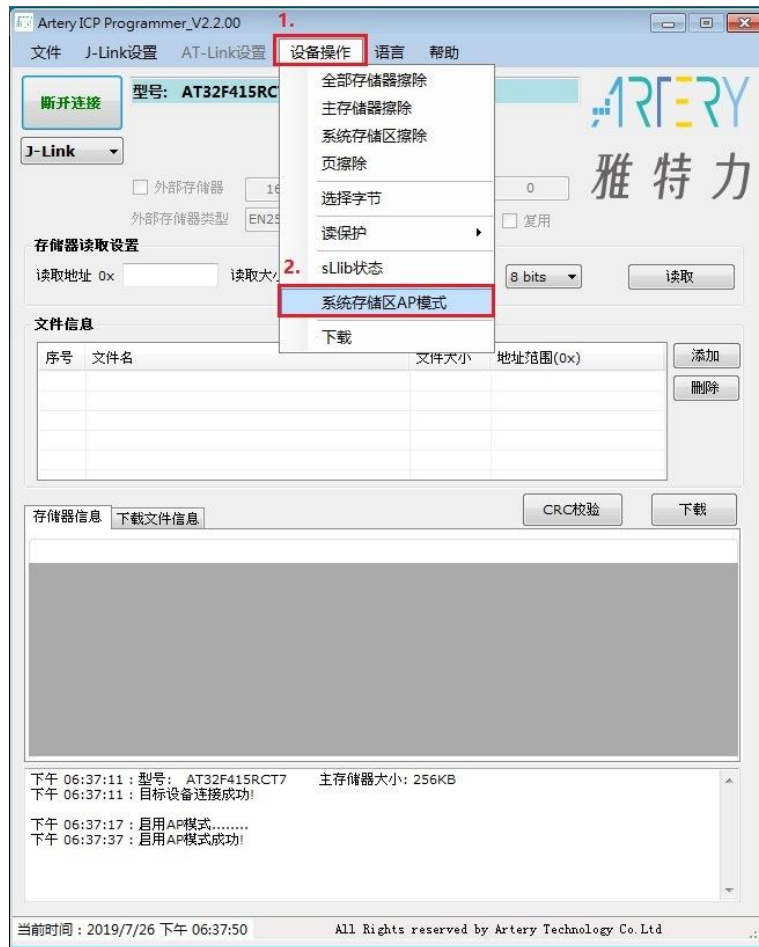 Artery ICP Programmer_V2.2.00
1.
文件 J-Link设置 AT-Link设置 设备操作 语言 帮助
断开连接
型号: AT32F415RC
全部存储器擦除
主存储器擦除
系统存储区擦除
页擦除
选择字节
读保护
2. sLlib状态
系统存储区AP模式
下载
ARTERY
雅特力
J-Link
外部存储器 16 0
外部存储器类型 EN25 复用
存储器读取设置
读取地址 0x 读取大小 8 bits 读取
文件信息
序号 文件名 文件大小 地址范围(0x) 添加
删除
存储器信息 下载文件信息 CRC校验 下载
下午 06:37:11 : 型号: AT32F415RCT7 主存储器大小: 256KB
下午 06:37:11 : 目标设备连接成功!
下午 06:37:17 : 启用AP模式........
下午 06:37:37 : 启用AP模式成功!
当前时间 : 2019/7/26 下午 06:37:50 All Rights reserved by Artery Technology Co.Ltd